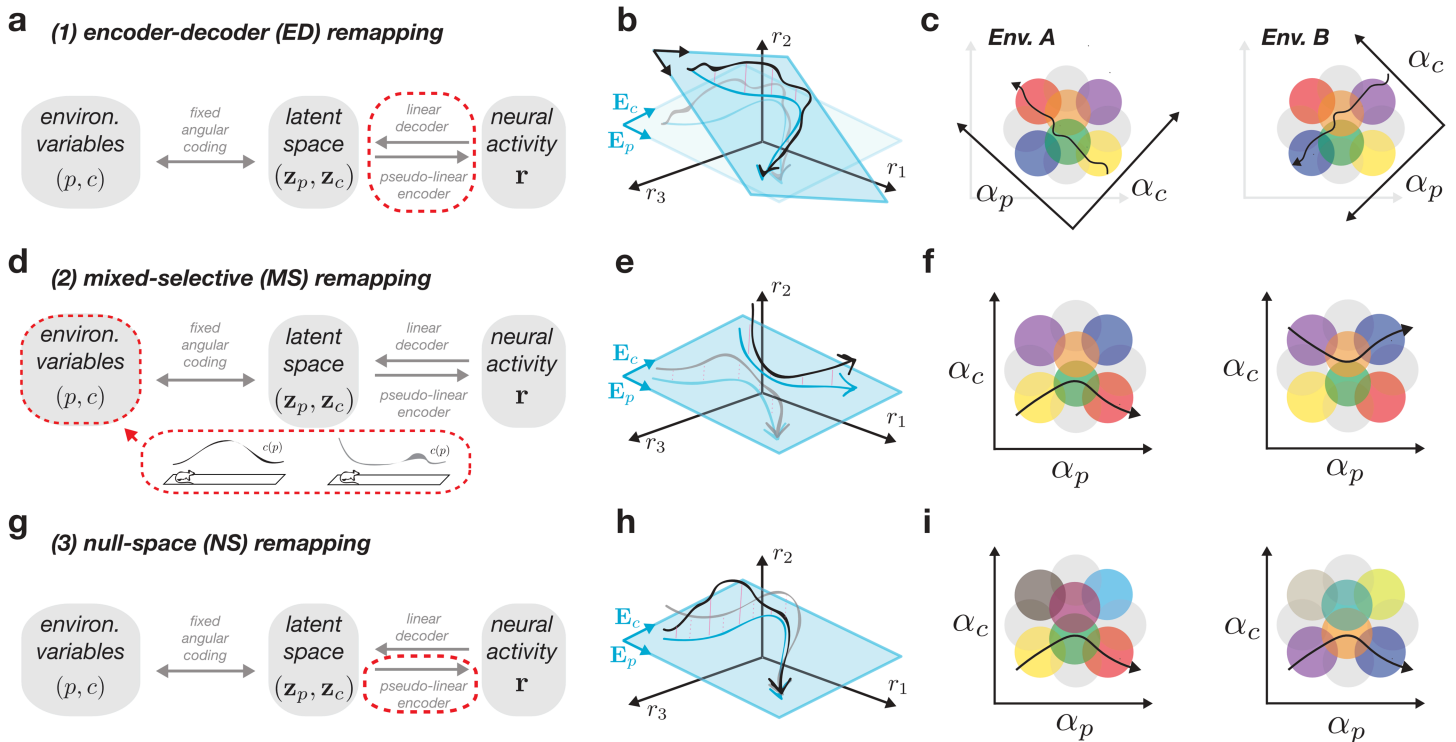 a
(1) encoder-decoder (ED) remapping
environ.
variables
(p, c)
fixed
angular
coding
latent
space
(z_p, z_c)
linear
decoder
pseudo-linear
encoder
neural
activity
r
b
r_2
E_c
E_p
r_3
r_1
c
Env. A
α_p
α_c
Env. B
α_c
α_p
d
(2) mixed-selective (MS) remapping
environ.
variables
(p, c)
fixed
angular
coding
latent
space
(z_p, z_c)
linear
decoder
pseudo-linear
encoder
neural
activity
r
c(p)
c(p)
e
r_2
E_c
E_p
r_3
r_1
f
α_c
α_p
α_c
α_p
g
(3) null-space (NS) remapping
environ.
variables
(p, c)
fixed
angular
coding
latent
space
(z_p, z_c)
linear
decoder
pseudo-linear
encoder
neural
activity
r
h
r_2
E_c
E_p
r_3
r_1
i
α_c
α_p
α_c
α_p